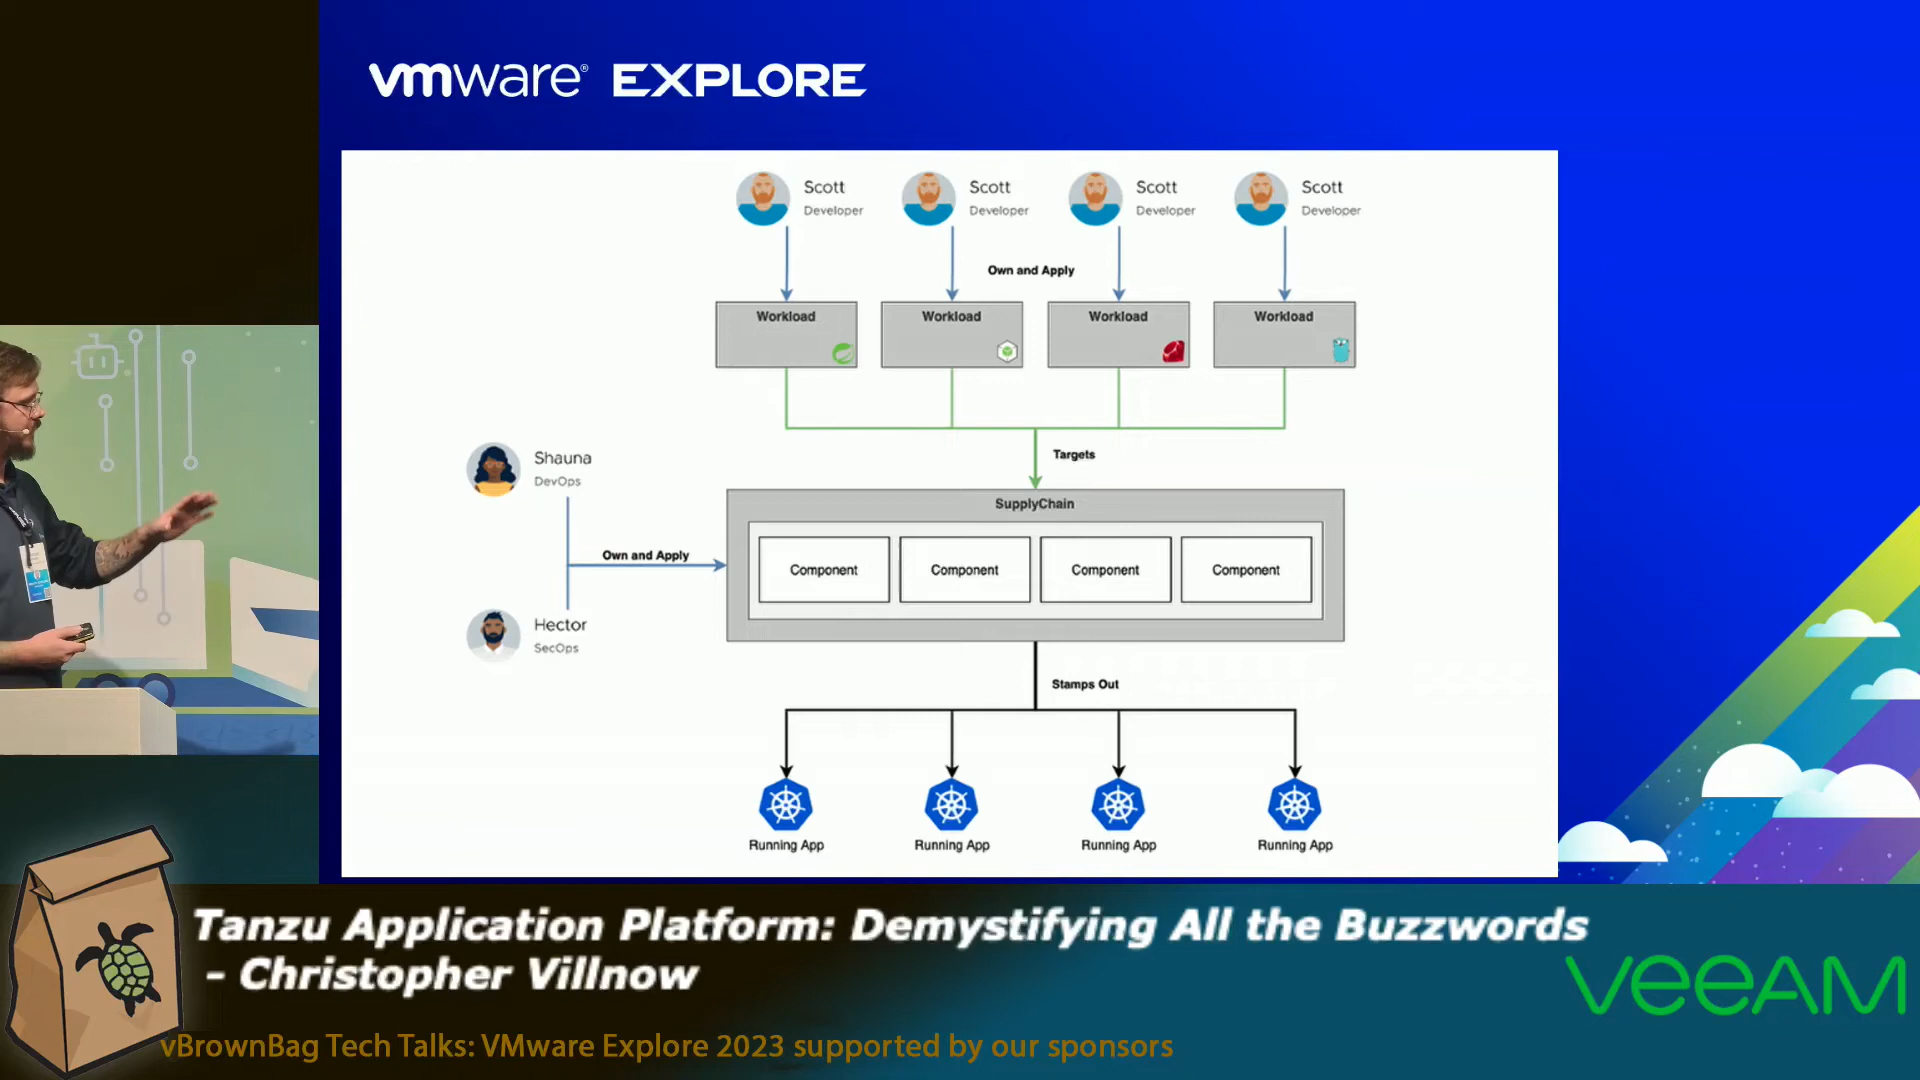 vmware® EXPLORE
Scott
Developer
Scott
Developer
Scott
Developer
Scott
Developer
Own and Apply
Workload
Workload
Workload
Workload
Targets
Shauna
DevOps
SupplyChain
Own and Apply
Component
Component
Component
Component
Hector
SecOps
Stamps Out
Running App
Running App
Running App
Running App
Tanzu Application Platform: Demystifying All the Buzzwords
- Christopher Villnow
veeAM
vBrownBag Tech Talks: VMware Explore 2023 supported by our sponsors